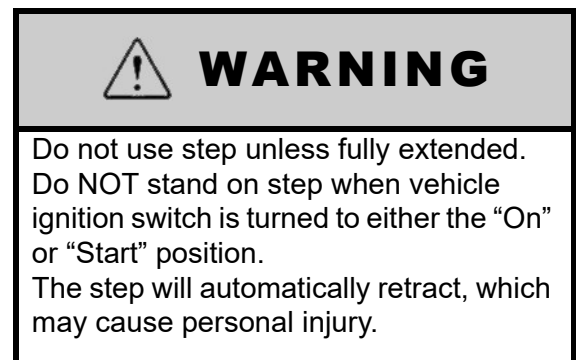 WARNING
Do not use step unless fully extended.
Do NOT stand on step when vehicle
ignition switch is turned to either the “On”
or “Start” position.
The step will automatically retract, which
may cause personal injury.